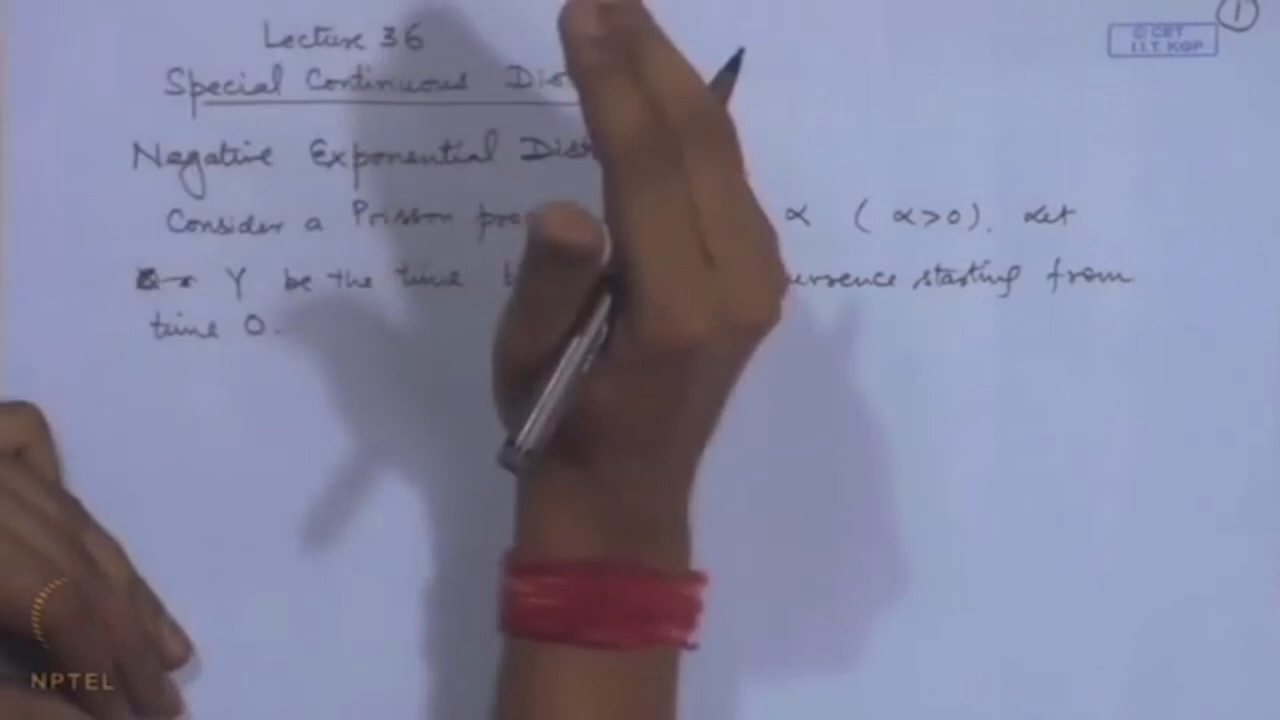 1
© CET
I.I.T. KGP
Lecture 36
Special Continuous
Negative Exponential
Consider a Poisson α ( α > 0 ). Let
Y be the time starting from
time 0.
NPTEL